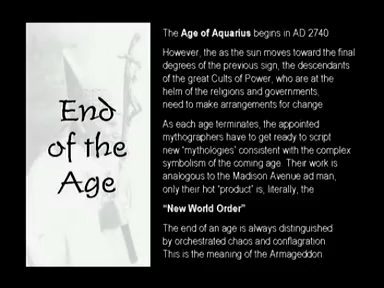 End
of the
Age
The Age of Aquarius begins in AD 2740
However, the as the sun moves toward the final
degrees of the previous sign, the descendants
of the great Cults of Power, who are at the
helm of the religions and governments,
need to make arrangements for change
As each age terminates, the appointed
mythographers have to get ready to script
new "mythologies" consistent with the complex
symbolism of the coming age. Their work is
analogous to the Madison Avenue ad man,
only their hot "product" is, literally, the
"New World Order"
The end of an age is always distinguished
by orchestrated chaos and conflagration.
This is the meaning of the Armageddon.